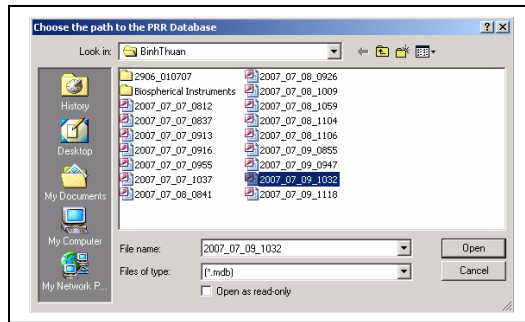 Choose the path to the PRR Database
Look in: BinhThuan
History
Desktop
My Documents
My Computer
My Network P...
2906_010707
Biospherical Instruments
2007_07_07_0812
2007_07_07_0837
2007_07_07_0913
2007_07_07_0916
2007_07_07_0955
2007_07_07_1037
2007_07_08_0841
2007_07_08_0926
2007_07_08_1009
2007_07_08_1059
2007_07_08_1104
2007_07_08_1106
2007_07_09_0855
2007_07_09_0947
2007_07_09_1032
2007_07_09_1118
File name: 2007_07_09_1032 Open
Files of type: (*.mdb) Cancel
Open as read-only